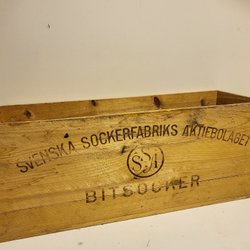 SVENSKA SOCKERFABRIKS AKTIEBOLAGET
SSA
BITSOCKER